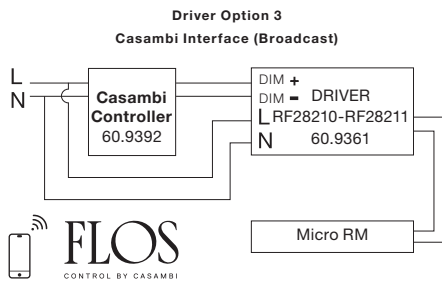 Driver Option 3
Casambi Interface (Broadcast)
L
N
Casambi
Controller
60.9392
DIM +
DIM - DRIVER
L RF28210-RF28211
N 60.9361
Micro RM
FLOS
CONTROL BY CASAMBI